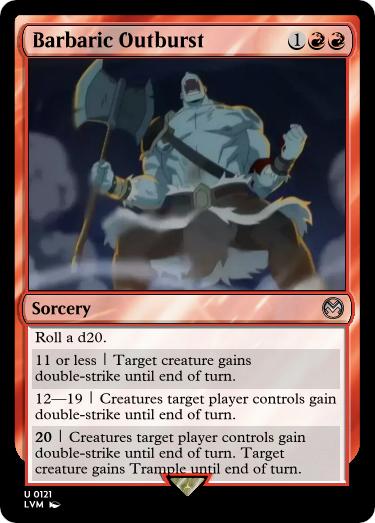 Barbaric Outburst 1
Sorcery
Roll a d20.
11 or less | Target creature gains
double-strike until end of turn.
12—19 | Creatures target player controls gain
double-strike until end of turn.
20 | Creatures target player controls gain
double-strike until end of turn. Target
creature gains Trample until end of turn.
U 0121
LVM